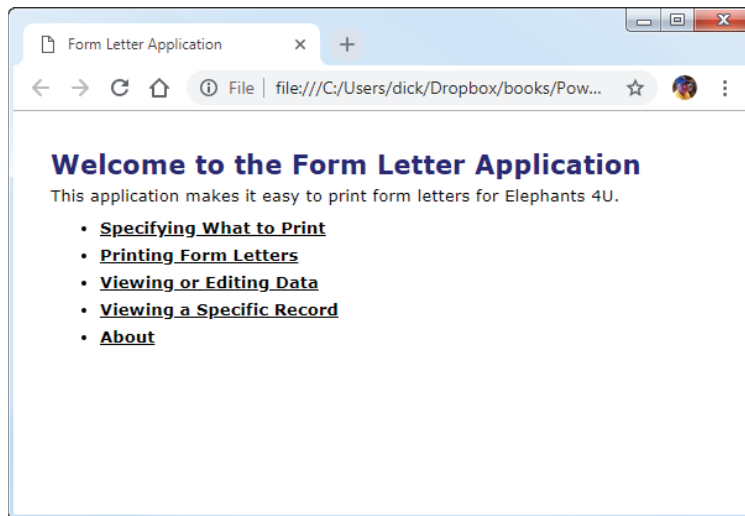 Form Letter Application
File file:///C:/Users/dick/Dropbox/books/Pow...
Welcome to the Form Letter Application
This application makes it easy to print form letters for Elephants 4U.
• Specifying What to Print
• Printing Form Letters
• Viewing or Editing Data
• Viewing a Specific Record
• About